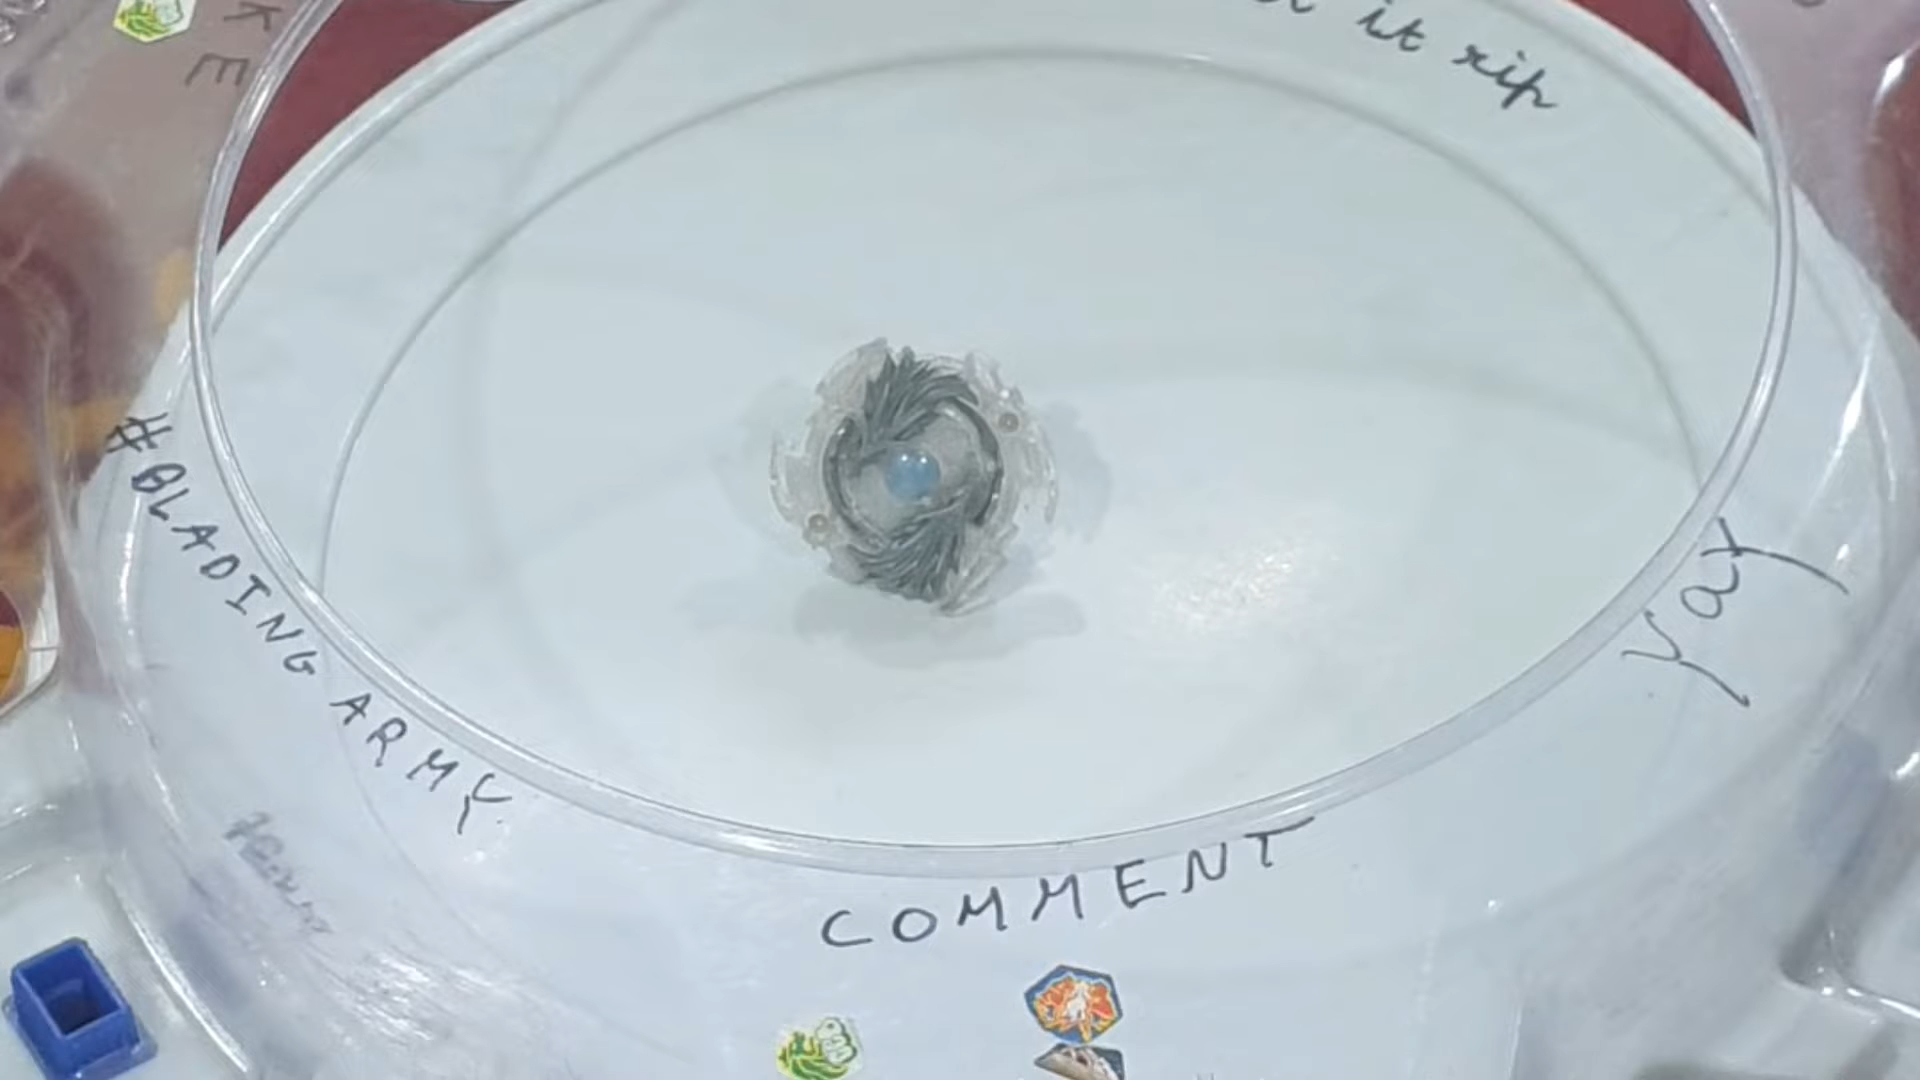 K
E
it rip
#BLADING ARMY.
yay
COMMENT